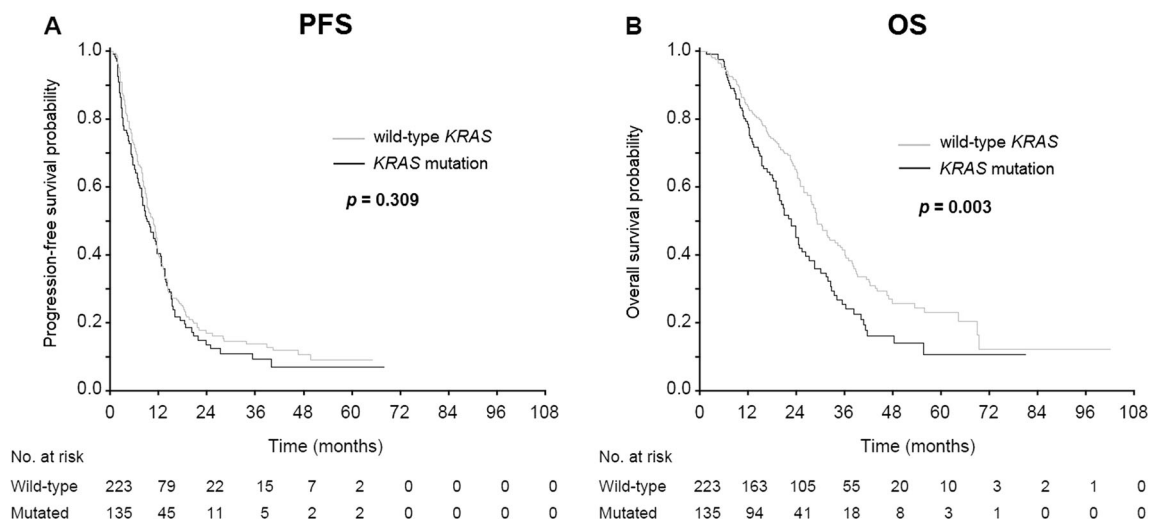 A PFS
1.0
0.8
0.6
0.4
0.2
0.0
Progression-free survival probability
wild-type KRAS
KRAS mutation
p = 0.309
0 12 24 36 48 60 72 84 96 108
Time (months)
No. at risk
Wild-type 223 79 22 15 7 2 0 0 0 0
Mutated 135 45 11 5 2 2 0 0 0 0
B OS
1.0
0.8
0.6
0.4
0.2
0.0
Overall survival probability
wild-type KRAS
KRAS mutation
p = 0.003
0 12 24 36 48 60 72 84 96 108
Time (months)
No. at risk
Wild-type 223 163 105 55 20 10 3 2 1 0
Mutated 135 94 41 18 8 3 1 0 0 0